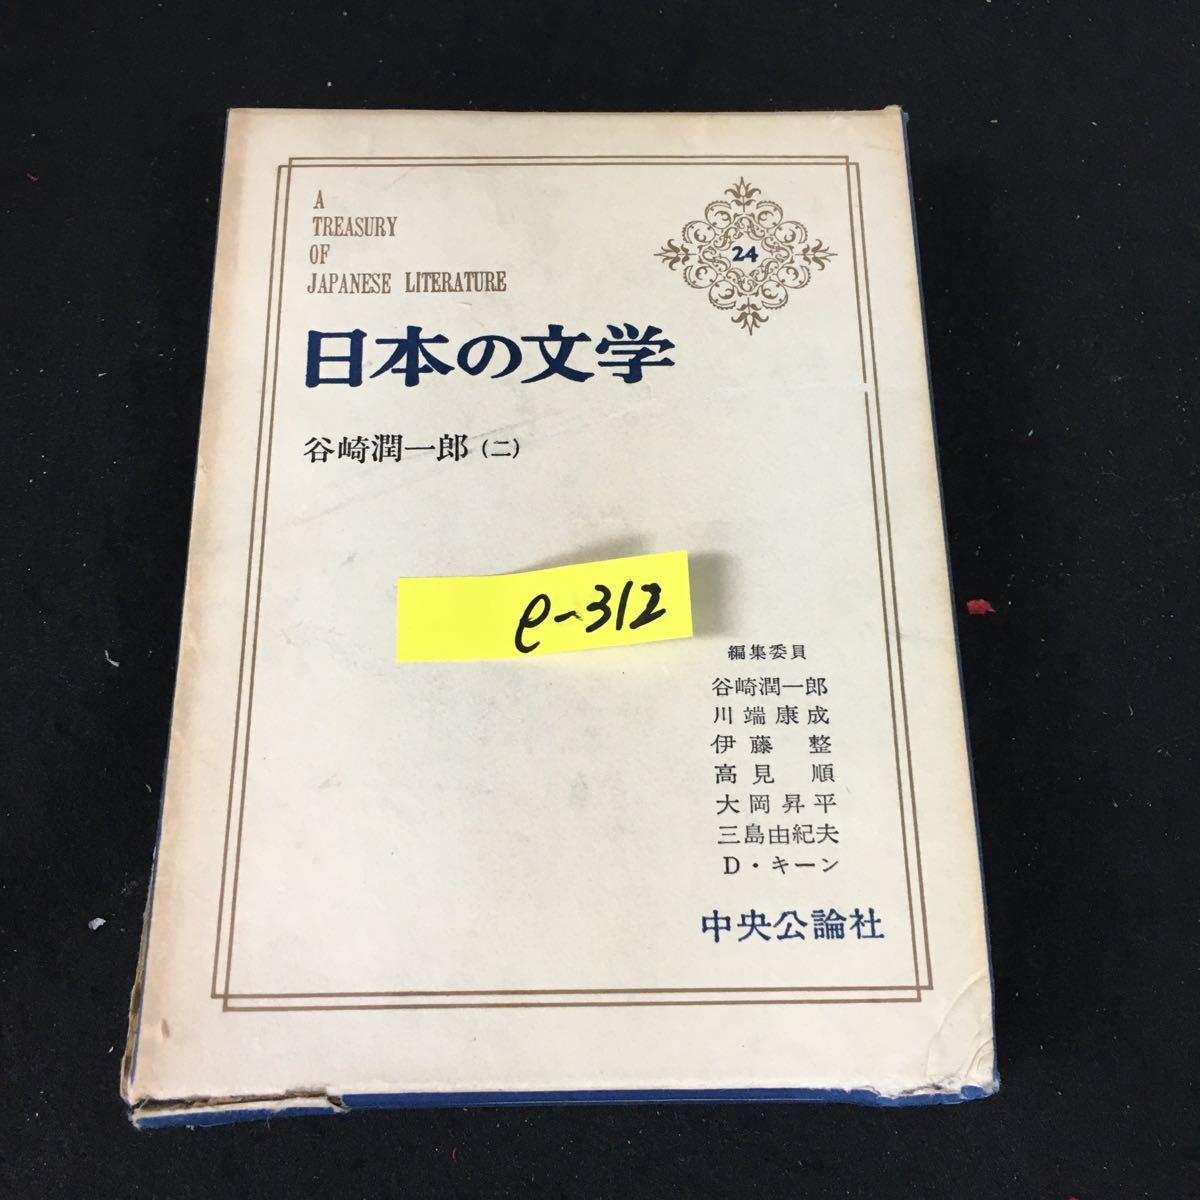 A
TREASURY
OF
JAPANESE LITERATURE
24
日本の文学
谷崎潤一郎(二)
e-312
編集委員
谷崎潤一郎
川端康成
伊藤 整
高見 順
大岡昇平
三島由紀夫
D・キーン
中央公論社